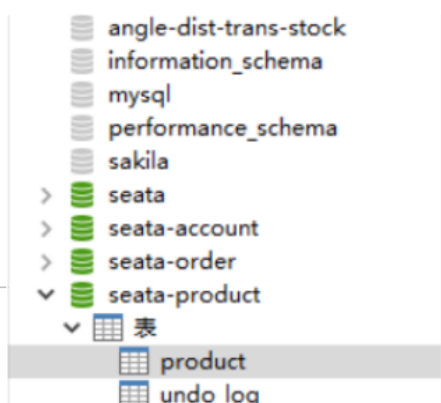 angle-dist-trans-stock
information_schema
mysql
performance_schema
sakila
seata
seata-account
seata-order
seata-product
表
product
undo_log